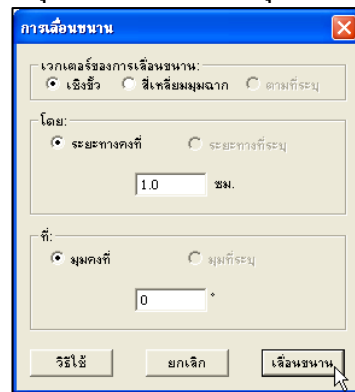 การเลื่อนขนาน
เวกเตอร์ของการเลื่อนขนาน:
เชิงขั้ว สี่เหลี่ยมมุมฉาก ตามที่ระบุ
โดย:
ระยะทางคงที่ ระยะทางที่ระบุ
1.0 ซม.
ที่:
มุมคงที่ มุมที่ระบุ
0 °
วิธีใช้ ยกเลิก เลื่อนขนาน